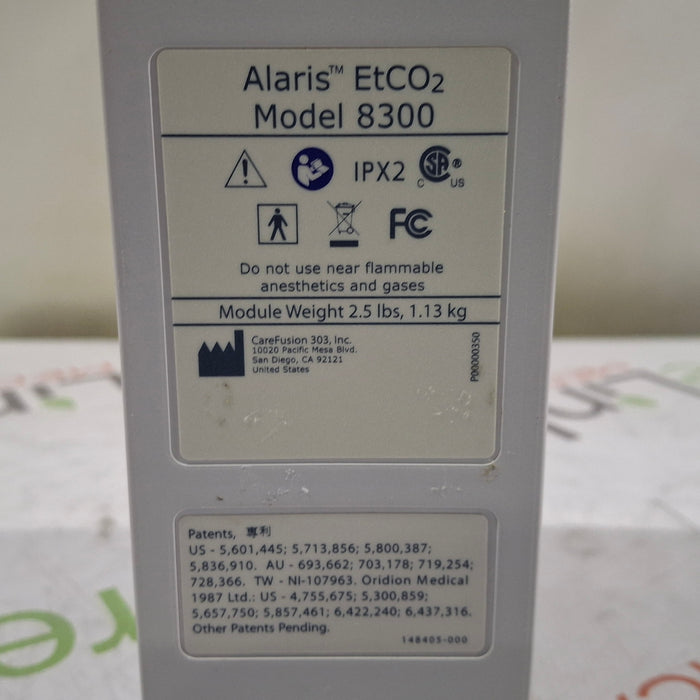 Alaris™ EtCO₂
Model 8300
IPX2 CSA® C US
FC
Do not use near flammable
anesthetics and gases
Module Weight 2.5 lbs, 1.13 kg
CareFusion 303, Inc.
10020 Pacific Mesa Blvd.
San Diego, CA 92121
United States
P00000350
Patents, 專利
US - 5,601,445; 5,713,856; 5,800,387;
5,836,910. AU - 693,662; 703,178; 719,254;
728,366. TW - NI-107963. Oridion Medical
1987 Ltd.: US - 4,755,675; 5,300,859;
5,657,750; 5,857,461; 6,422,240; 6,437,316.
Other Patents Pending.
148405-000